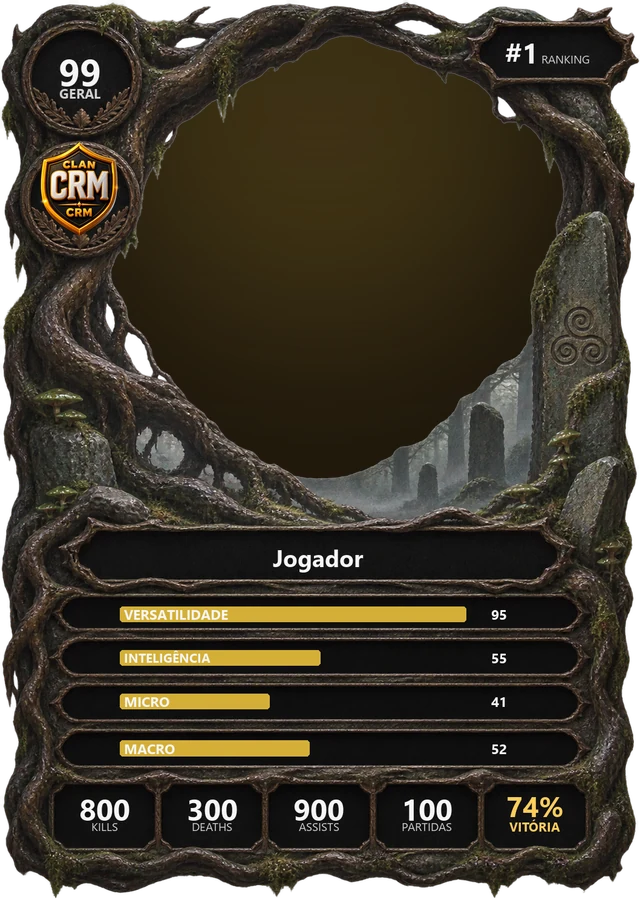 99
GERAL
#1 RANKING
CLAN
CRM
CRM
Jogador
VERSATILIDADE 95
INTELIGÊNCIA 55
MICRO 41
MACRO 52
800 300 900 100 74%
KILLS DEATHS ASSISTS PARTIDAS VITÓRIA